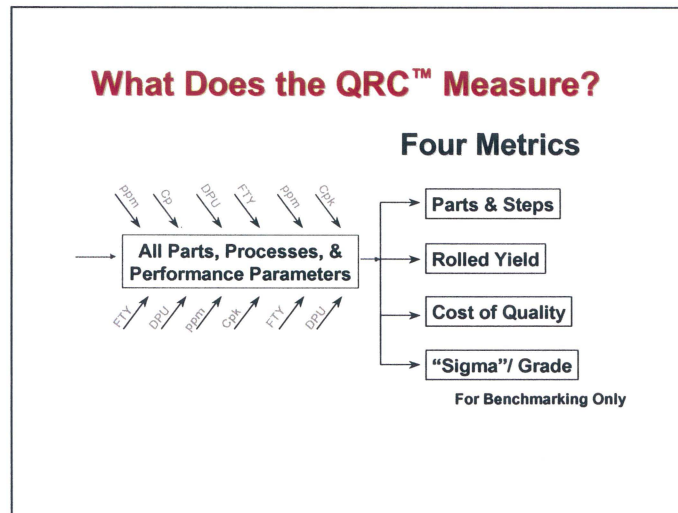 What Does the QRC™ Measure?
Four Metrics
ppm
Cp
DPU
FTY
ppm
Cpk
All Parts, Processes, &
Performance Parameters
FTY
DPU
ppm
Cpk
FTY
DPU
Parts & Steps
Rolled Yield
Cost of Quality
“Sigma”/ Grade
For Benchmarking Only